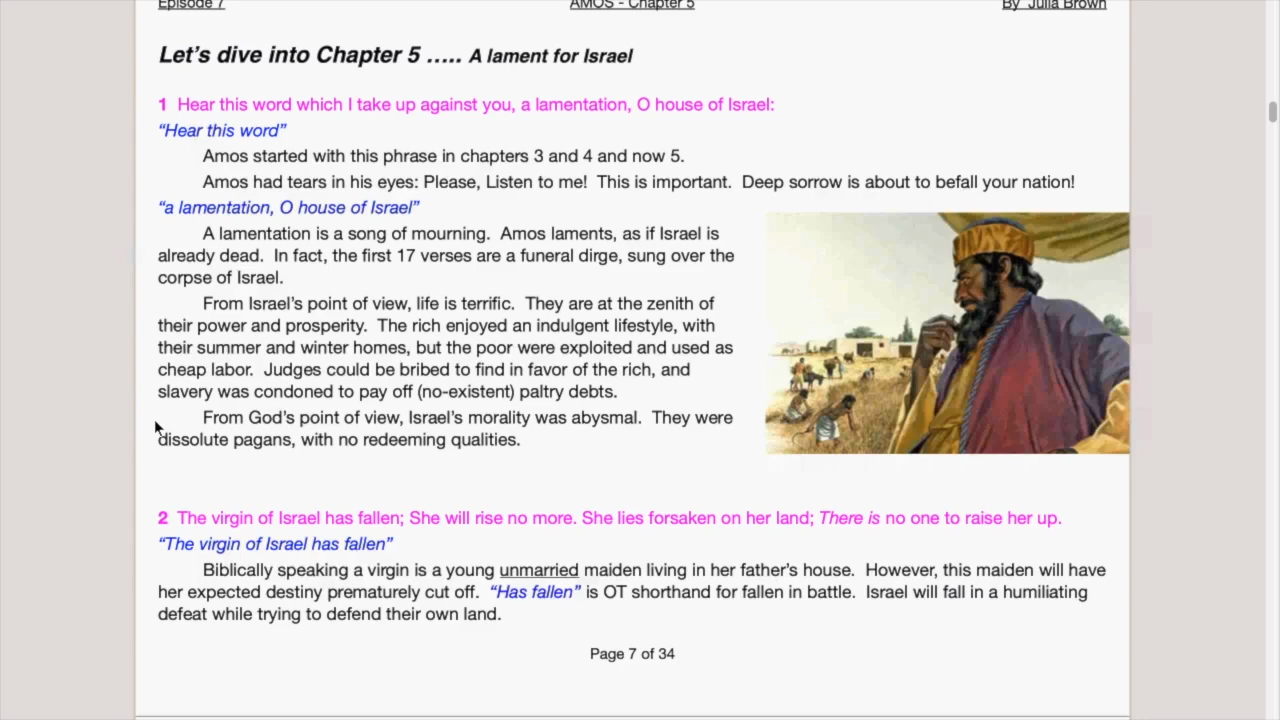 Episode 7 AMOS - Chapter 5 By Julia Brown
Let’s dive into Chapter 5 ….. A lament for Israel
1 Hear this word which I take up against you, a lamentation, O house of Israel:
“Hear this word”
Amos started with this phrase in chapters 3 and 4 and now 5.
Amos had tears in his eyes: Please, Listen to me! This is important. Deep sorrow is about to befall your nation!
“a lamentation, O house of Israel”
A lamentation is a song of mourning. Amos laments, as if Israel is
already dead. In fact, the first 17 verses are a funeral dirge, sung over the
corpse of Israel.
From Israel’s point of view, life is terrific. They are at the zenith of
their power and prosperity. The rich enjoyed an indulgent lifestyle, with
their summer and winter homes, but the poor were exploited and used as
cheap labor. Judges could be bribed to find in favor of the rich, and
slavery was condoned to pay off (no-existent) paltry debts.
From God’s point of view, Israel’s morality was abysmal. They were
dissolute pagans, with no redeeming qualities.
2 The virgin of Israel has fallen; She will rise no more. She lies forsaken on her land; There is no one to raise her up.
“The virgin of Israel has fallen”
Biblically speaking a virgin is a young unmarried maiden living in her father’s house. However, this maiden will have
her expected destiny prematurely cut off. “Has fallen” is OT shorthand for fallen in battle. Israel will fall in a humiliating
defeat while trying to defend their own land.
Page 7 of 34